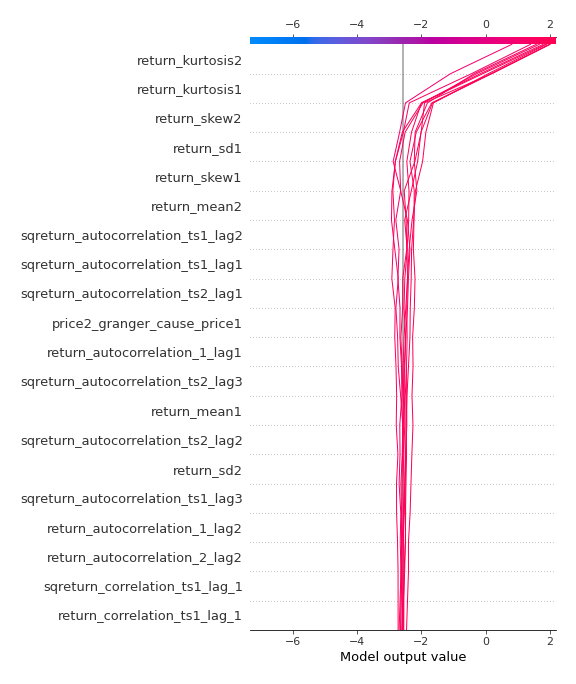 −6 −4 −2 0 2
return_kurtosis2
return_kurtosis1
return_skew2
return_sd1
return_skew1
return_mean2
sqreturn_autocorrelation_ts1_lag2
sqreturn_autocorrelation_ts1_lag1
sqreturn_autocorrelation_ts2_lag1
price2_granger_cause_price1
return_autocorrelation_1_lag1
sqreturn_autocorrelation_ts2_lag3
return_mean1
sqreturn_autocorrelation_ts2_lag2
return_sd2
sqreturn_autocorrelation_ts1_lag3
return_autocorrelation_1_lag2
return_autocorrelation_2_lag2
sqreturn_correlation_ts1_lag_1
return_correlation_ts1_lag_1
−6 −4 −2 0 2
Model output value